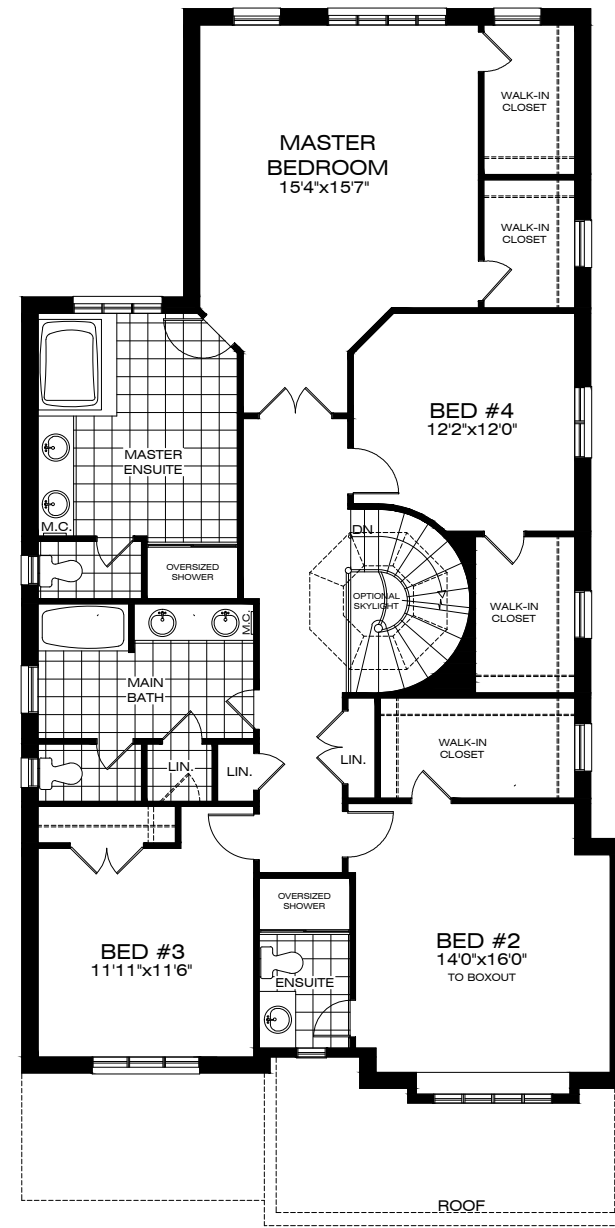 WALK-IN
CLOSET
MASTER
BEDROOM
15'4"x15'7"
WALK-IN
CLOSET
BED #4
12'2"x12'0"
MASTER
ENSUITE
M.C.
DN
OVERSIZED
SHOWER
OPTIONAL
SKYLIGHT
WALK-IN
CLOSET
M.C.
MAIN
BATH
WALK-IN
CLOSET
LIN.
LIN.
LIN.
OVERSIZED
SHOWER
BED #3
11'11"x11'6"
BED #2
14'0"x16'0"
TO BOXOUT
ENSUITE
ROOF